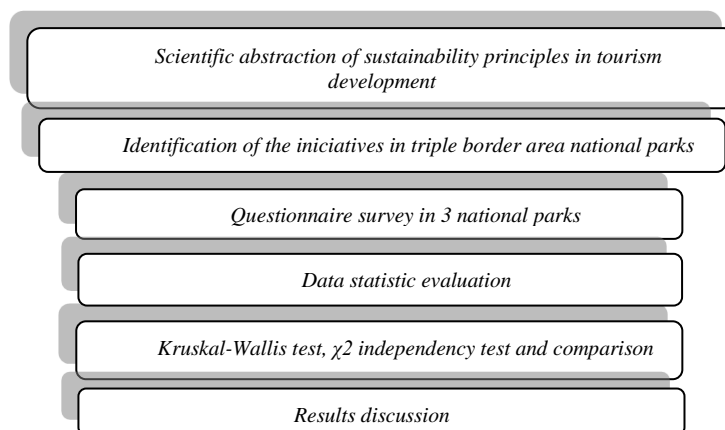 Scientific abstraction of sustainability principles in tourism
development
Identification of the iniciatives in triple border area national parks
Questionnaire survey in 3 national parks
Data statistic evaluation
Kruskal-Wallis test, χ2 independency test and comparison
Results discussion